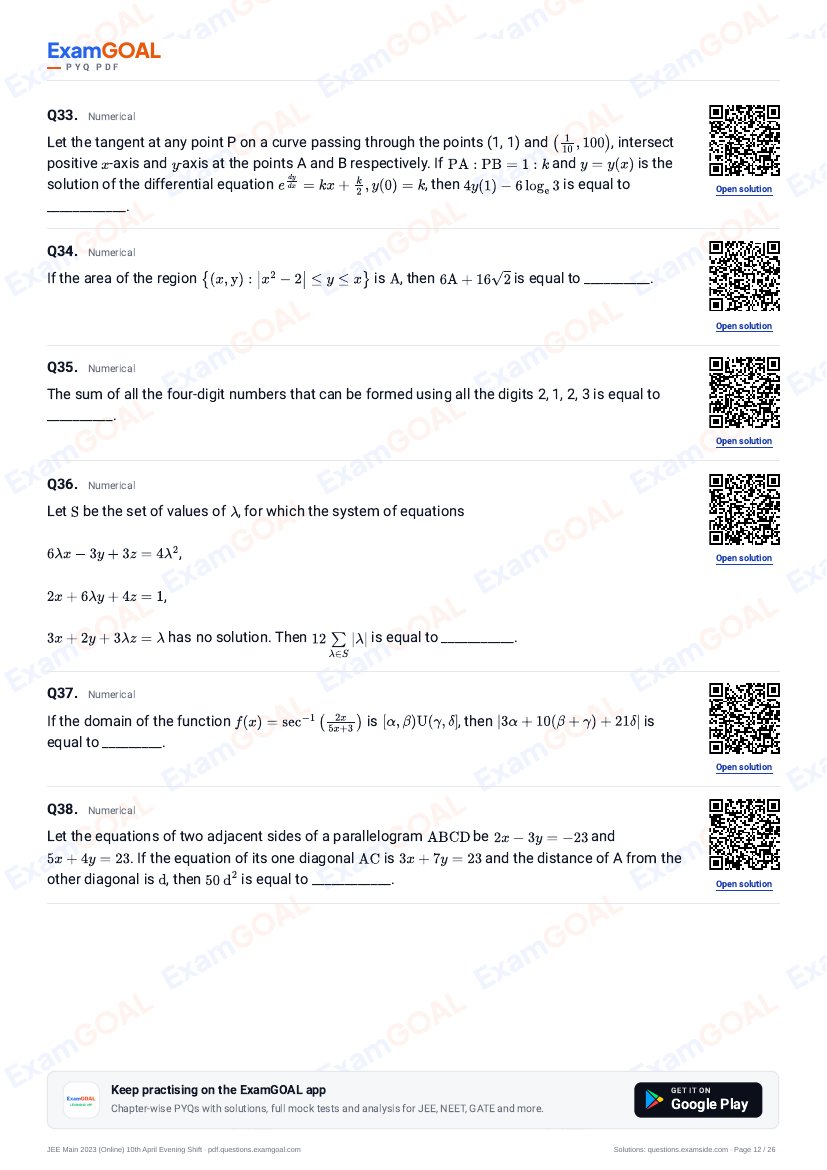 ExamGOAL
PYQ PDF
Q33. Numerical
Let the tangent at any point P on a curve passing through the points (1, 1) and (1/10, 100), intersect
positive x-axis and y-axis at the points A and B respectively. If PA : PB = 1 : k and y = y(x) is the
solution of the differential equation e^(dy/dx) = kx + k/2, y(0) = k, then 4y(1) − 6 logₑ 3 is equal to
____________.
Open solution
Q34. Numerical
If the area of the region {(x, y) : |x² − 2| ≤ y ≤ x} is A, then 6A + 16√2 is equal to __________.
Open solution
Q35. Numerical
The sum of all the four-digit numbers that can be formed using all the digits 2, 1, 2, 3 is equal to
__________.
Open solution
Q36. Numerical
Let S be the set of values of λ, for which the system of equations
6λx − 3y + 3z = 4λ²,
2x + 6λy + 4z = 1,
3x + 2y + 3λz = λ has no solution. Then 12 ∑_(λ∈S) |λ| is equal to ___________.
Open solution
Q37. Numerical
If the domain of the function f(x) = sec⁻¹ (2x/(5x+3)) is [α, β)U(γ, δ], then |3α + 10(β + γ) + 21δ| is
equal to _________.
Open solution
Q38. Numerical
Let the equations of two adjacent sides of a parallelogram ABCD be 2x − 3y = −23 and
5x + 4y = 23. If the equation of its one diagonal AC is 3x + 7y = 23 and the distance of A from the
other diagonal is d, then 50 d² is equal to ____________.
Open solution
Keep practising on the ExamGOAL app
Chapter-wise PYQs with solutions, full mock tests and analysis for JEE, NEET, GATE and more.
GET IT ON
Google Play
JEE Main 2023 (Online) 10th April Evening Shift · pdf.questions.examgoal.com
Solutions: questions.examside.com · Page 12 / 26